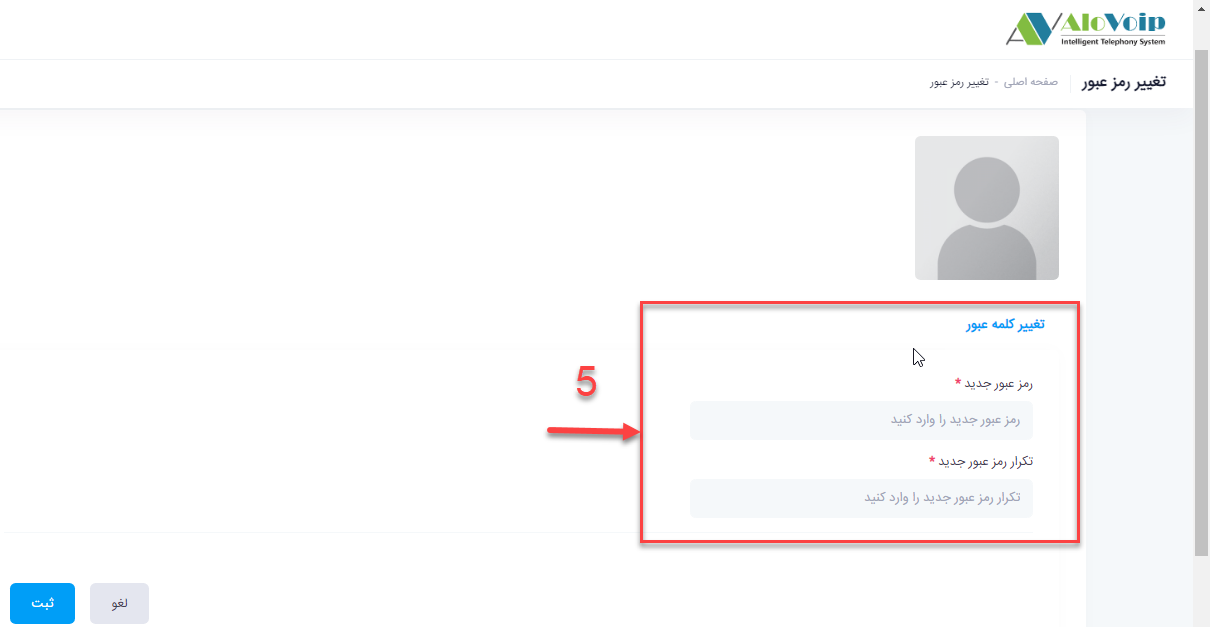 AloVoip
Intelligent Telephony System
تغییر رمز عبور
صفحه اصلی - تغییر رمز عبور
تغییر کلمه عبور
5
رمز عبور جدید *
رمز عبور جدید را وارد کنید
تکرار رمز عبور جدید *
تکرار رمز عبور جدید را وارد کنید
لغو
ثبت